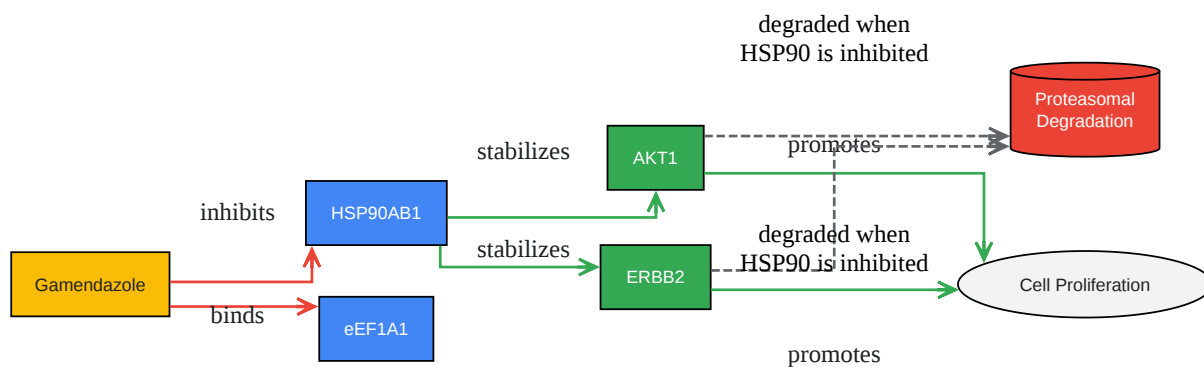 degraded when
HSP90 is inhibited
Proteasomal
Degradation
stabilizes
AKT1
promotes
inhibits
HSP90AB1
stabilizes
degraded when
HSP90 is inhibited
Gamendazole
ERBB2
Cell Proliferation
binds
eEF1A1
promotes